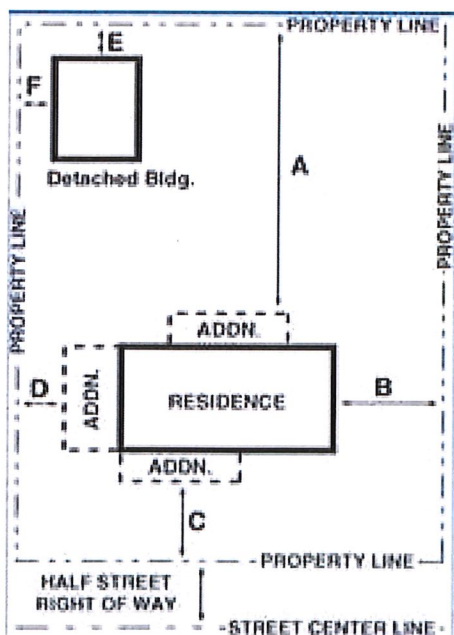 PROPERTY LINE
E
F
Detached Bldg.
A
PROPERTY LINE
PROPERTY LINE
ADDN.
D
ADDN.
RESIDENCE
B
ADDN.
C
PROPERTY LINE
HALF STREET
RIGHT OF WAY
STREET CENTER LINE